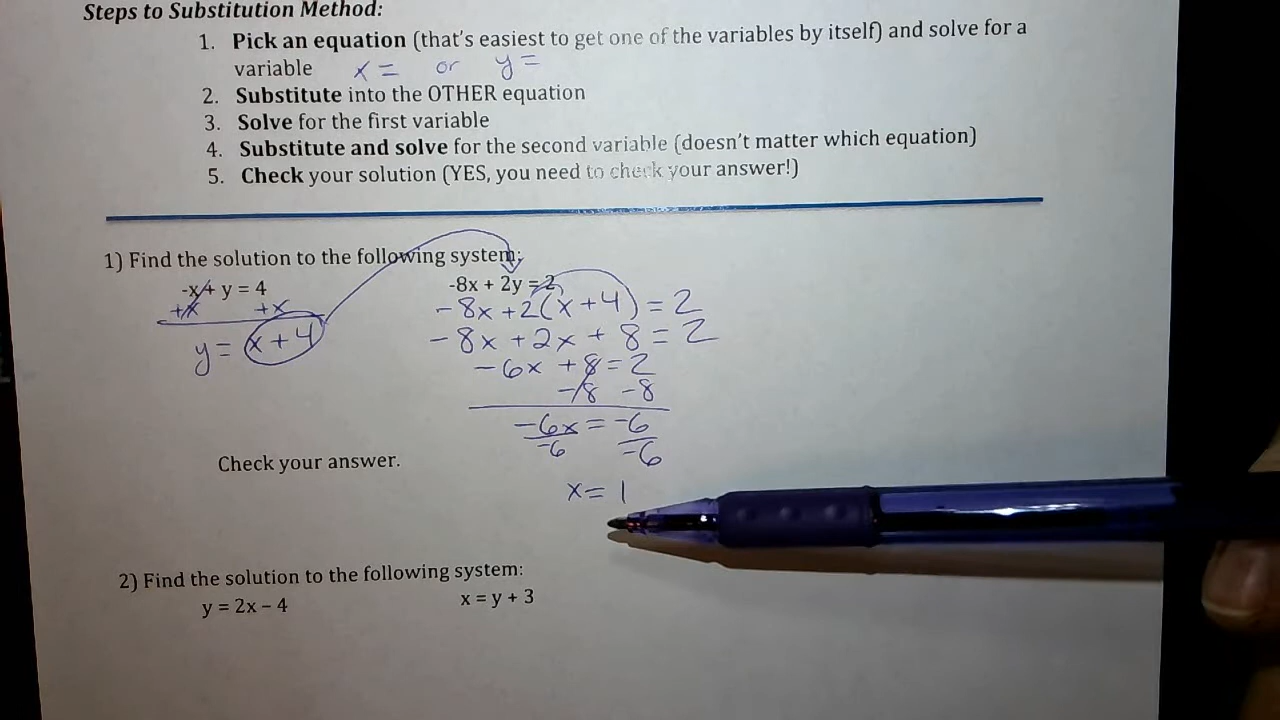 Steps to Substitution Method:
1. Pick an equation (that's easiest to get one of the variables by itself) and solve for a
variable x = or y =
2. Substitute into the OTHER equation
3. Solve for the first variable
4. Substitute and solve for the second variable (doesn't matter which equation)
5. Check your solution (YES, you need to check your answer!)
1) Find the solution to the following system:
-x + y = 4
+x +x
y = x + 4
-8x + 2y = 2
-8x + 2(x + 4) = 2
-8x + 2x + 8 = 2
-6x + 8 = 2
-8 -8
-6x = -6
-6 -6
x = 1
Check your answer.
2) Find the solution to the following system:
y = 2x – 4 x = y + 3